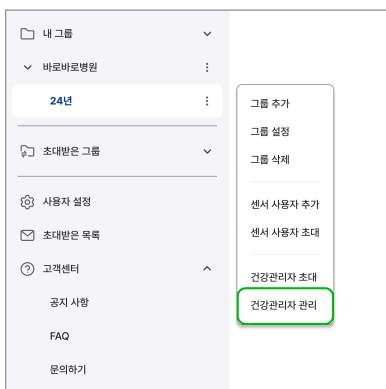 내 그룹
바로바로병원
24년
초대받은 그룹
사용자 설정
초대받은 목록
고객센터
공지 사항
FAQ
문의하기
그룹 추가
그룹 설정
그룹 삭제
센서 사용자 추가
센서 사용자 초대
건강관리자 초대
건강관리자 관리